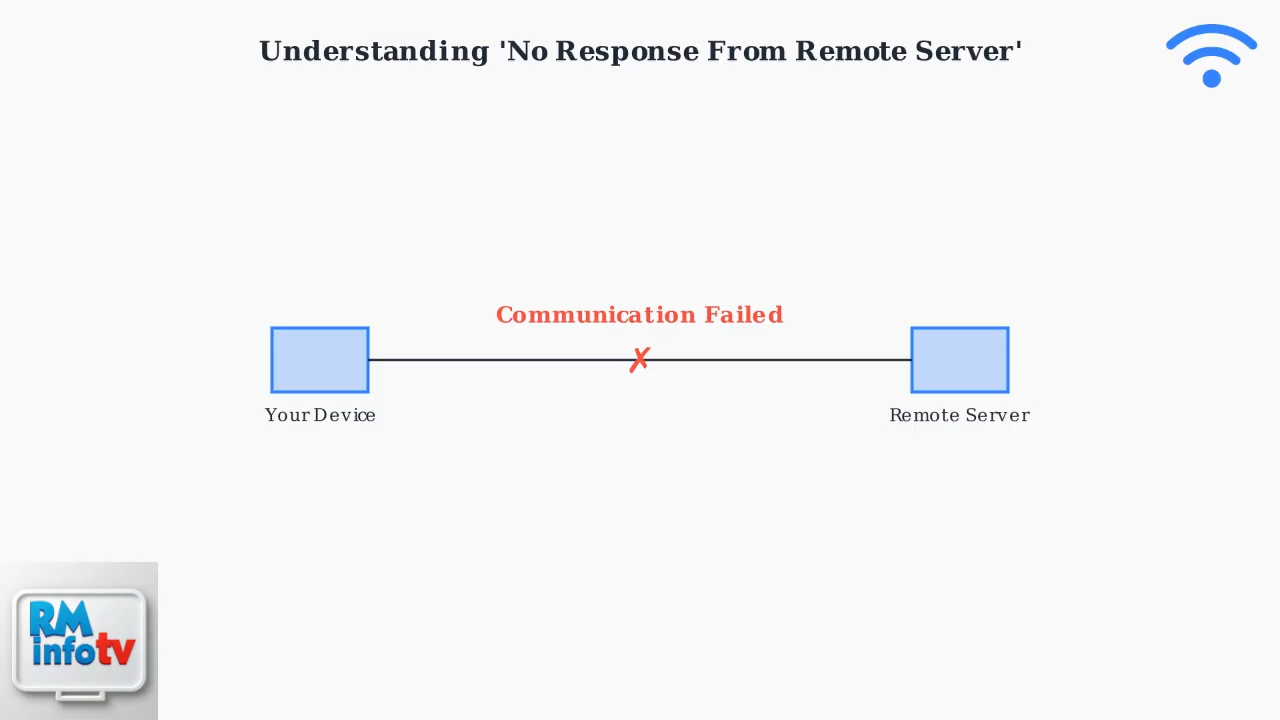 Understanding 'No Response From Remote Server'
Communication Failed
✗
Your Device
Remote Server
RM
infotv